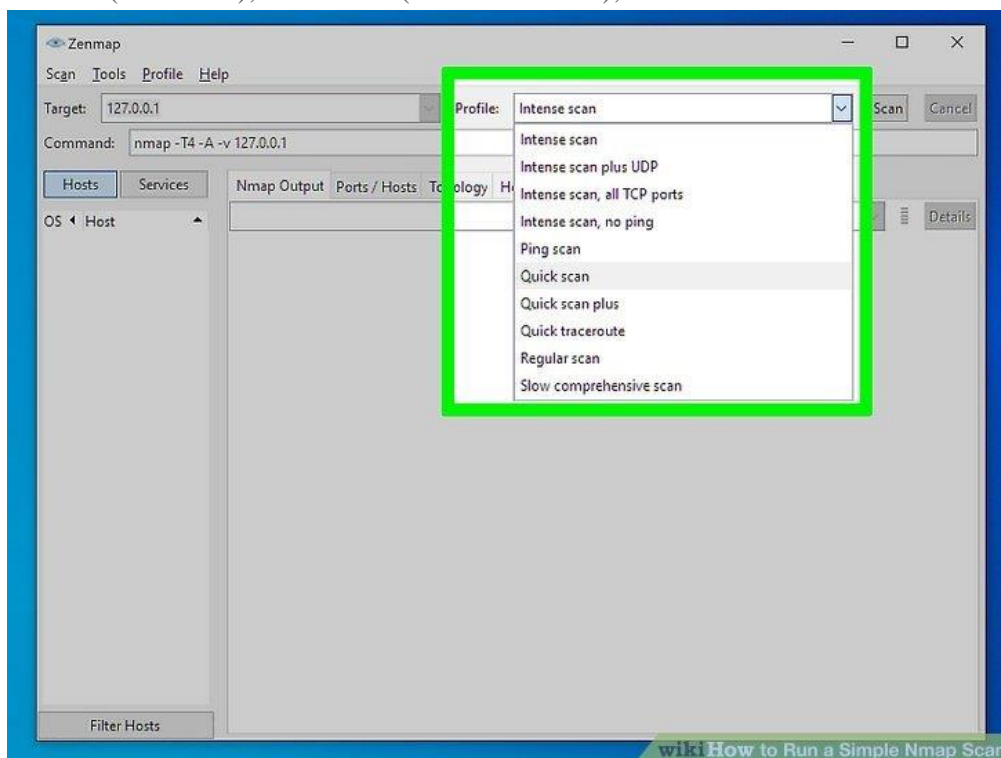 Zenmap
Scan Tools Profile Help
Target: 127.0.0.1 Profile: Intense scan Scan Cancel
Command: nmap -T4 -A -v 127.0.0.1
Intense scan
Intense scan plus UDP
Intense scan, all TCP ports
Intense scan, no ping
Ping scan
Quick scan
Quick scan plus
Quick traceroute
Regular scan
Slow comprehensive scan
Hosts Services Nmap Output Ports / Hosts
OS Host Details
Filter Hosts
wikiHow to Run a Simple Nmap Scan